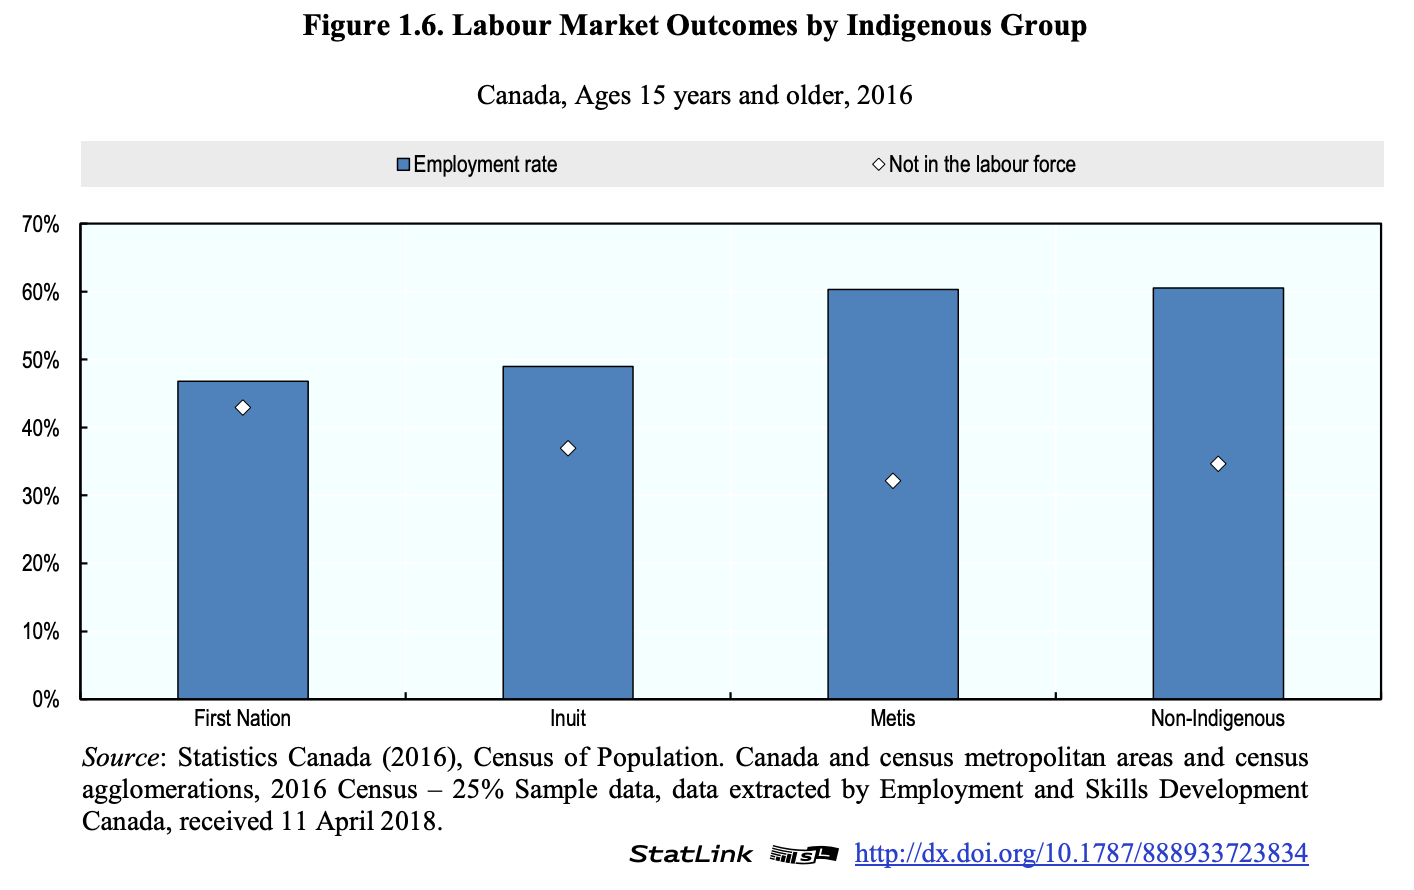 Figure 1.6. Labour Market Outcomes by Indigenous Group
Canada, Ages 15 years and older, 2016
Employment rate
Not in the labour force
70%
60%
50%
40%
30%
20%
10%
0%
First Nation
Inuit
Metis
Non-Indigenous
Source: Statistics Canada (2016), Census of Population. Canada and census metropolitan areas and census
agglomerations, 2016 Census – 25% Sample data, data extracted by Employment and Skills Development
Canada, received 11 April 2018.
StatLink http://dx.doi.org/10.1787/888933723834